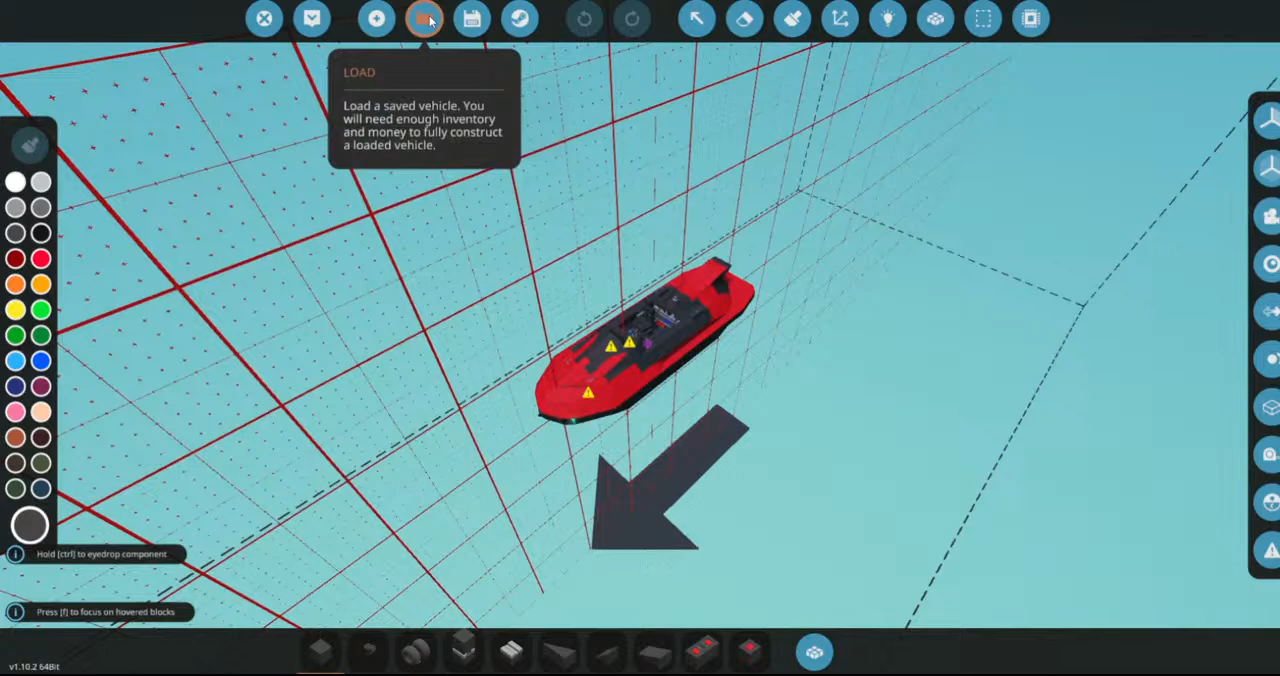 LOAD
Load a saved vehicle. You
will need enough inventory
and money to fully construct
a loaded vehicle.
Hold [ctrl] to eyedrop component
Press [f] to focus on hovered blocks
v1.10.2 64Bit